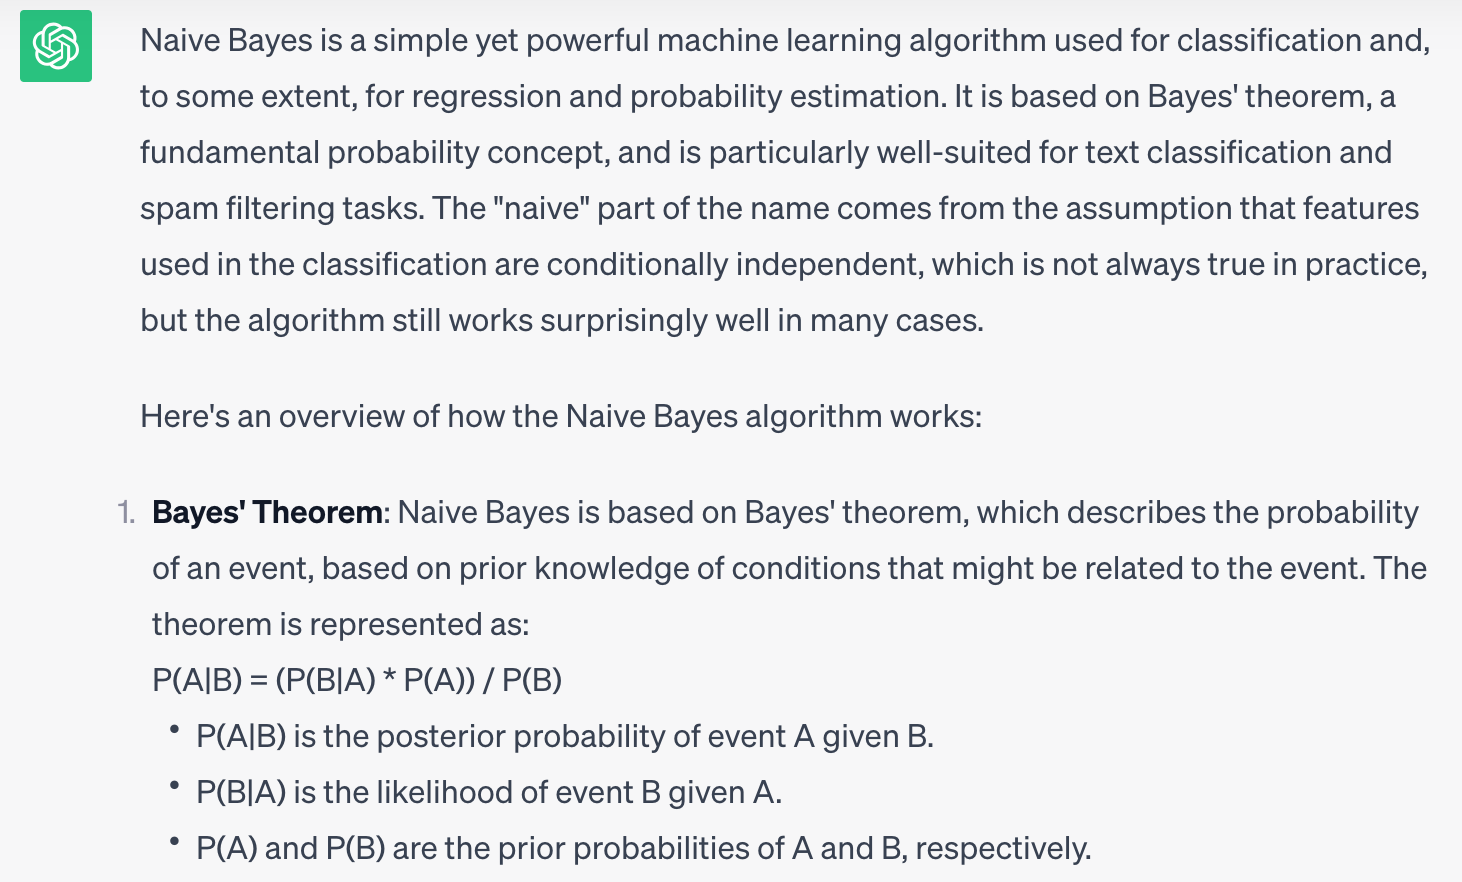 Naive Bayes is a simple yet powerful machine learning algorithm used for classification and,
to some extent, for regression and probability estimation. It is based on Bayes' theorem, a
fundamental probability concept, and is particularly well-suited for text classification and
spam filtering tasks. The "naive" part of the name comes from the assumption that features
used in the classification are conditionally independent, which is not always true in practice,
but the algorithm still works surprisingly well in many cases.
Here's an overview of how the Naive Bayes algorithm works:
1. Bayes' Theorem: Naive Bayes is based on Bayes' theorem, which describes the probability
of an event, based on prior knowledge of conditions that might be related to the event. The
theorem is represented as:
P(A|B) = (P(B|A) * P(A)) / P(B)
• P(A|B) is the posterior probability of event A given B.
• P(B|A) is the likelihood of event B given A.
• P(A) and P(B) are the prior probabilities of A and B, respectively.